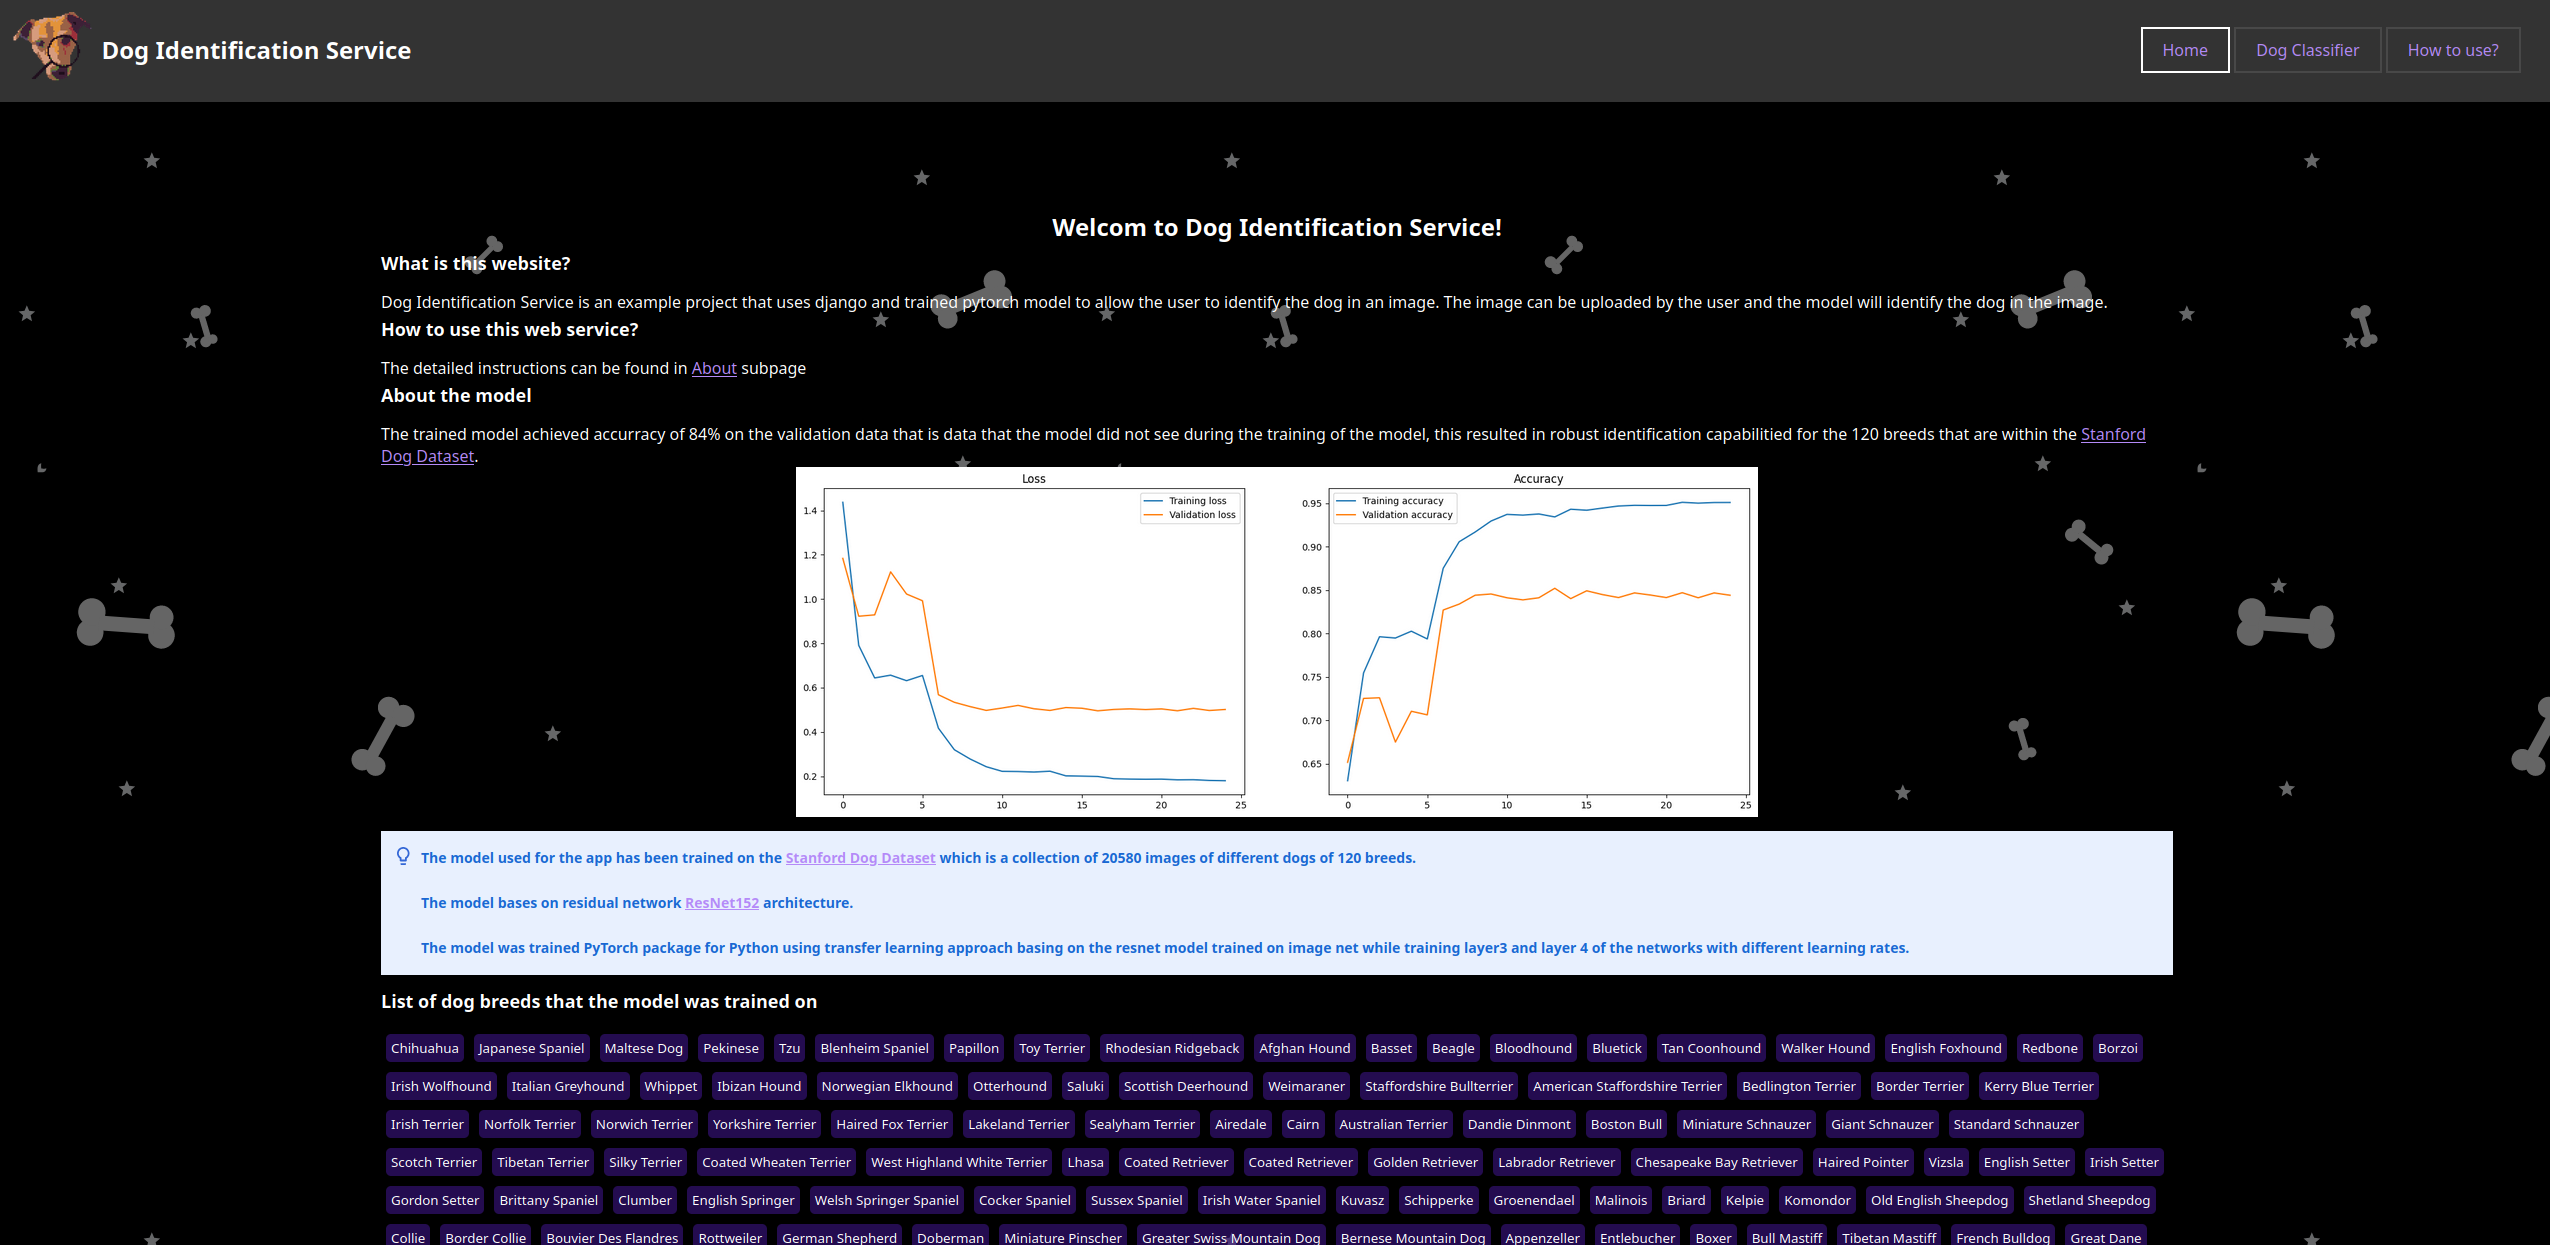 Dog Identification Service
Home
Dog Classifier
How to use?
Welcom to Dog Identification Service!
What is this website?
Dog Identification Service is an example project that uses django and trained pytorch model to allow the user to identify the dog in an image. The image can be uploaded by the user and the model will identify the dog in the image.
How to use this web service?
The detailed instructions can be found in About subpage
About the model
The trained model achieved accurracy of 84% on the validation data that is data that the model did not see during the training of the model, this resulted in robust identification capabilitied for the 120 breeds that are within the Stanford
Dog Dataset.
Loss
Training loss
Validation loss
1.4
1.2
1.0
0.8
0.6
0.4
0.2
0 5 10 15 20 25
Accuracy
Training accuracy
Validation accuracy
0.95
0.90
0.85
0.80
0.75
0.70
0.65
0 5 10 15 20 25
The model used for the app has been trained on the Stanford Dog Dataset which is a collection of 20580 images of different dogs of 120 breeds.
The model bases on residual network ResNet152 architecture.
The model was trained PyTorch package for Python using transfer learning approach basing on the resnet model trained on image net while training layer3 and layer 4 of the networks with different learning rates.
List of dog breeds that the model was trained on
Chihuahua Japanese Spaniel Maltese Dog Pekinese Tzu Blenheim Spaniel Papillon Toy Terrier Rhodesian Ridgeback Afghan Hound Basset Beagle Bloodhound Bluetick Tan Coonhound Walker Hound English Foxhound Redbone Borzoi
Irish Wolfhound Italian Greyhound Whippet Ibizan Hound Norwegian Elkhound Otterhound Saluki Scottish Deerhound Weimaraner Staffordshire Bullterrier American Staffordshire Terrier Bedlington Terrier Border Terrier Kerry Blue Terrier
Irish Terrier Norfolk Terrier Norwich Terrier Yorkshire Terrier Haired Fox Terrier Lakeland Terrier Sealyham Terrier Airedale Cairn Australian Terrier Dandie Dinmont Boston Bull Miniature Schnauzer Giant Schnauzer Standard Schnauzer
Scotch Terrier Tibetan Terrier Silky Terrier Coated Wheaten Terrier West Highland White Terrier Lhasa Coated Retriever Coated Retriever Golden Retriever Labrador Retriever Chesapeake Bay Retriever Haired Pointer Vizsla English Setter Irish Setter
Gordon Setter Brittany Spaniel Clumber English Springer Welsh Springer Spaniel Cocker Spaniel Sussex Spaniel Irish Water Spaniel Kuvasz Schipperke Groenendael Malinois Briard Kelpie Komondor Old English Sheepdog Shetland Sheepdog
Collie Border Collie Bouvier Des Flandres Rottweiler German Shepherd Doberman Miniature Pinscher Greater Swiss Mountain Dog Bernese Mountain Dog Appenzeller Entlebucher Boxer Bull Mastiff Tibetan Mastiff French Bulldog Great Dane